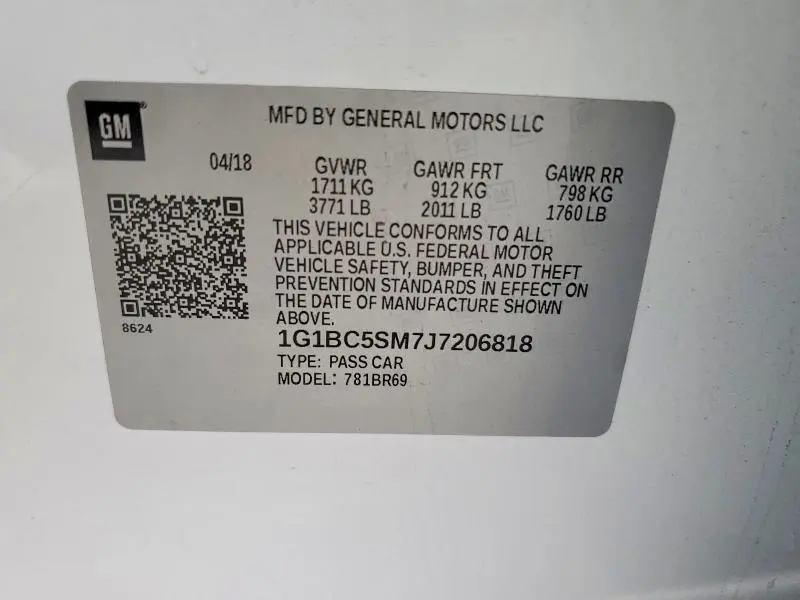 GM
MFD BY GENERAL MOTORS LLC
04/18 GVWR GAWR FRT GAWR RR
1711 KG 912 KG 798 KG
3771 LB 2011 LB 1760 LB
THIS VEHICLE CONFORMS TO ALL
APPLICABLE U.S. FEDERAL MOTOR
VEHICLE SAFETY, BUMPER, AND THEFT
PREVENTION STANDARDS IN EFFECT ON
THE DATE OF MANUFACTURE SHOWN
ABOVE.
8624
1G1BC5SM7J7206818
TYPE: PASS CAR
MODEL: 781BR69